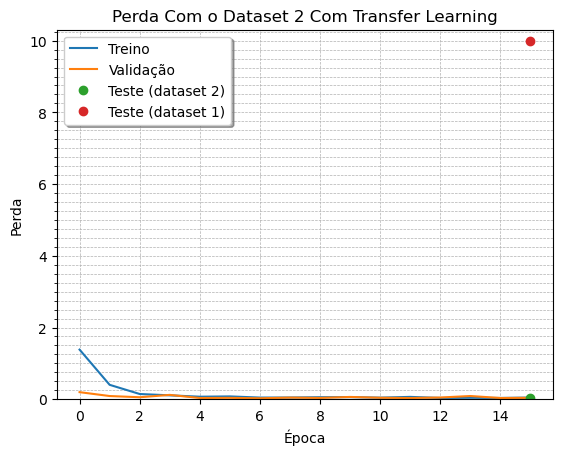 Perda Com o Dataset 2 Com Transfer Learning
Treino
Validação
Teste (dataset 2)
Teste (dataset 1)
10
8
6
4
2
0
Perda
0 2 4 6 8 10 12 14
Época